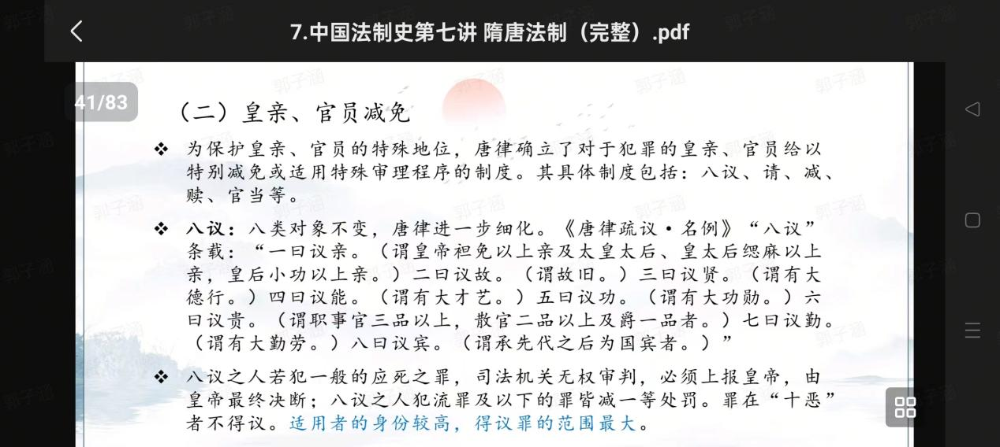 7.中国法制史第七讲 隋唐法制（完整）.pdf
41/83
（二）皇亲、官员减免
❖ 为保护皇亲、官员的特殊地位，唐律确立了对于犯罪的皇亲、官员给以
特别减免或适用特殊审理程序的制度。其具体制度包括：八议、请、减、
赎、官当等。
❖ 八议：八类对象不变，唐律进一步细化。《唐律疏议·名例》“八议”
条载：“一曰议亲。（谓皇帝袒免以上亲及太皇太后、皇太后缌麻以上
亲，皇后小功以上亲。）二曰议故。（谓故旧。）三曰议贤。（谓有大
德行。）四曰议能。（谓有大才艺。）五曰议功。（谓有大功勋。）六
曰议贵。（谓职事官三品以上，散官二品以上及爵一品者。）七曰议勤。
（谓有大勤劳。）八曰议宾。（谓承先代之后为国宾者。）”
❖ 八议之人若犯一般的应死之罪，司法机关无权审判，必须上报皇帝，由
皇帝最终决断；八议之人犯流罪及以下的罪皆减一等处罚。罪在“十恶”
者不得议。适用者的身份较高，得议罪的范围最大。
郭子涵